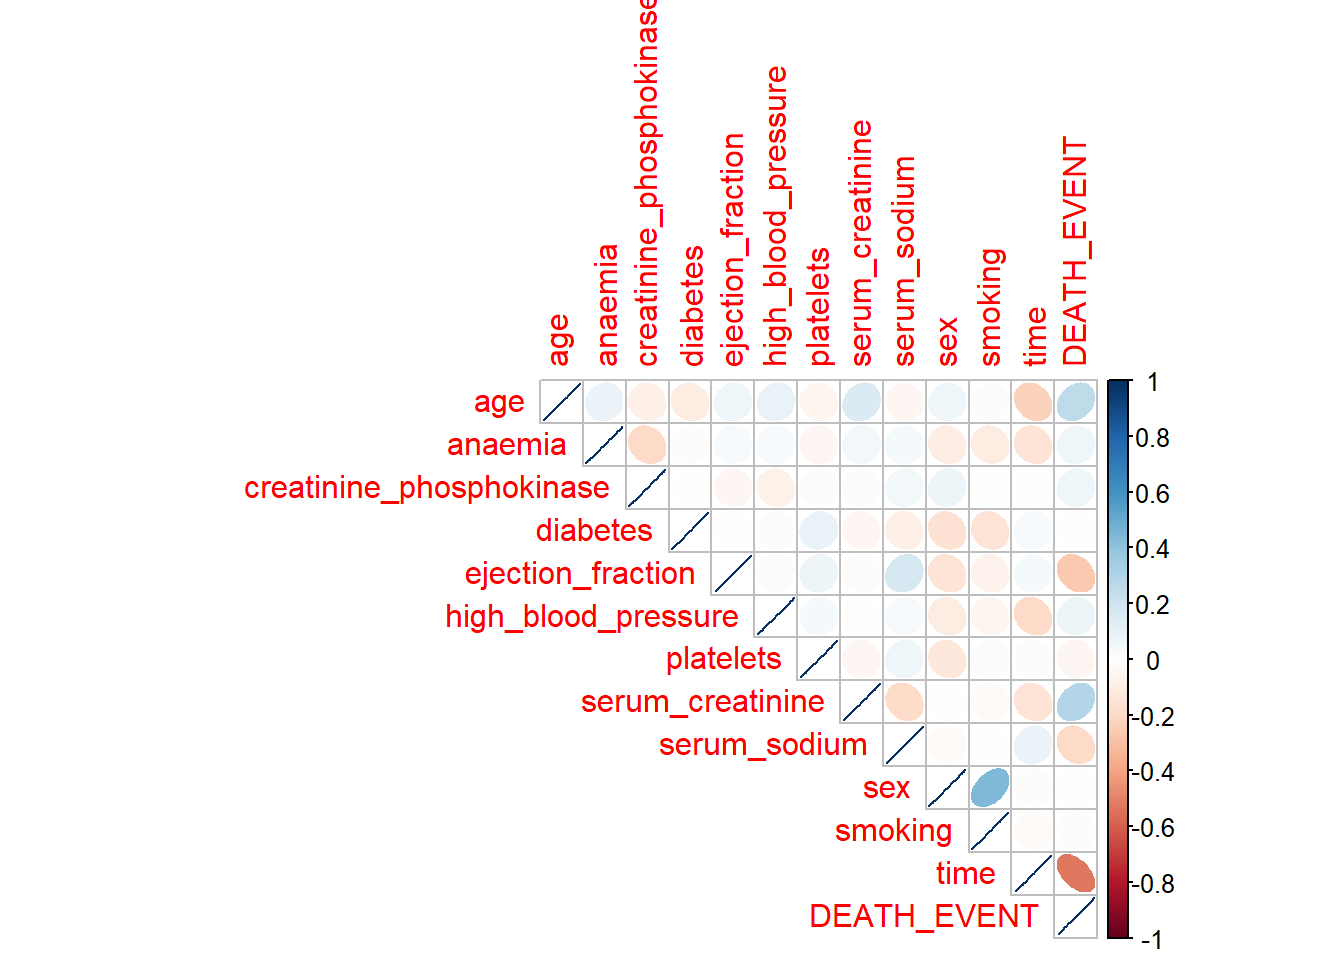 age
anaemia
creatinine_phosphokinase
diabetes
ejection_fraction
high_blood_pressure
platelets
serum_creatinine
serum_sodium
sex
smoking
time
DEATH_EVENT
age
anaemia
creatinine_phosphokinase
diabetes
ejection_fraction
high_blood_pressure
platelets
serum_creatinine
serum_sodium
sex
smoking
time
DEATH_EVENT
1
0.8
0.6
0.4
0.2
0
-0.2
-0.4
-0.6
-0.8
-1